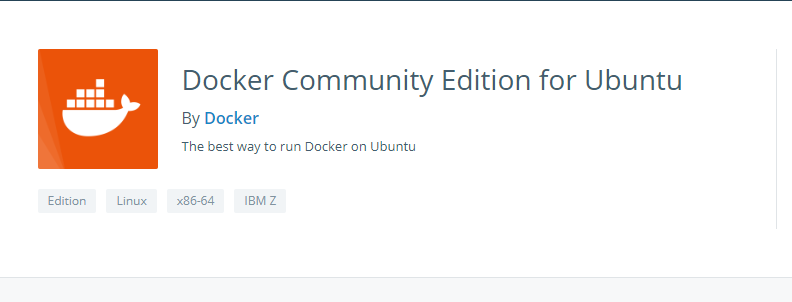 Docker Community Edition for Ubuntu
By Docker
The best way to run Docker on Ubuntu
Edition Linux x86-64 IBM Z